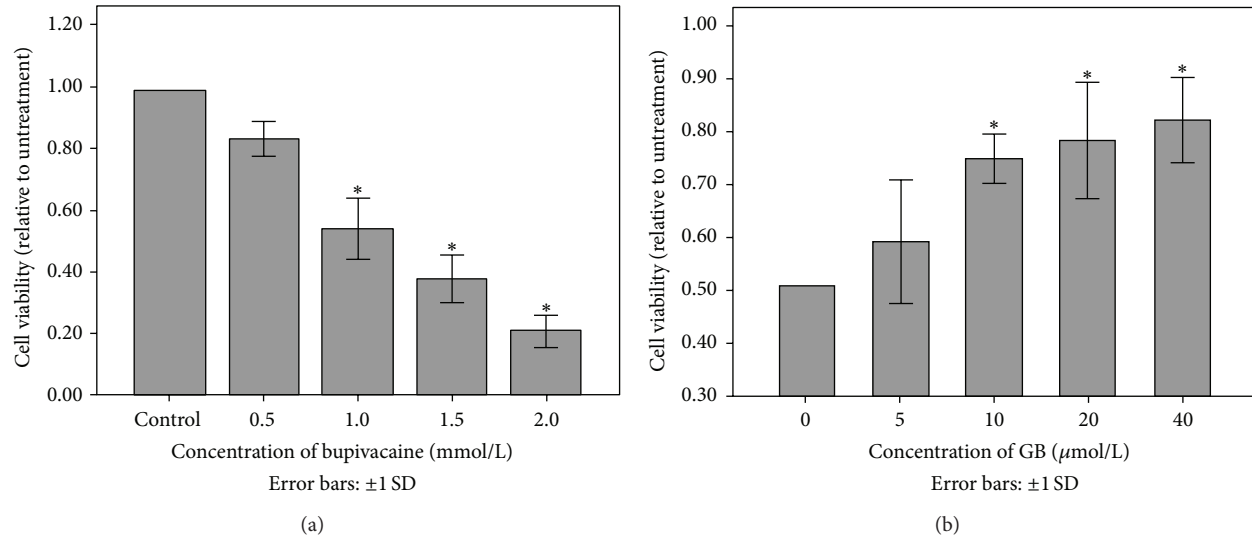 1.20
1.00
0.80
0.60
0.40
0.20
0.00
Cell viability (relative to untreatment)
*
*
*
Control 0.5 1.0 1.5 2.0
Concentration of bupivacaine (mmol/L)
Error bars: ±1 SD
(a)
1.00
0.90
0.80
0.70
0.60
0.50
0.40
0.30
Cell viability (relative to untreatment)
*
*
*
0 5 10 20 40
Concentration of GB (μmol/L)
Error bars: ±1 SD
(b)